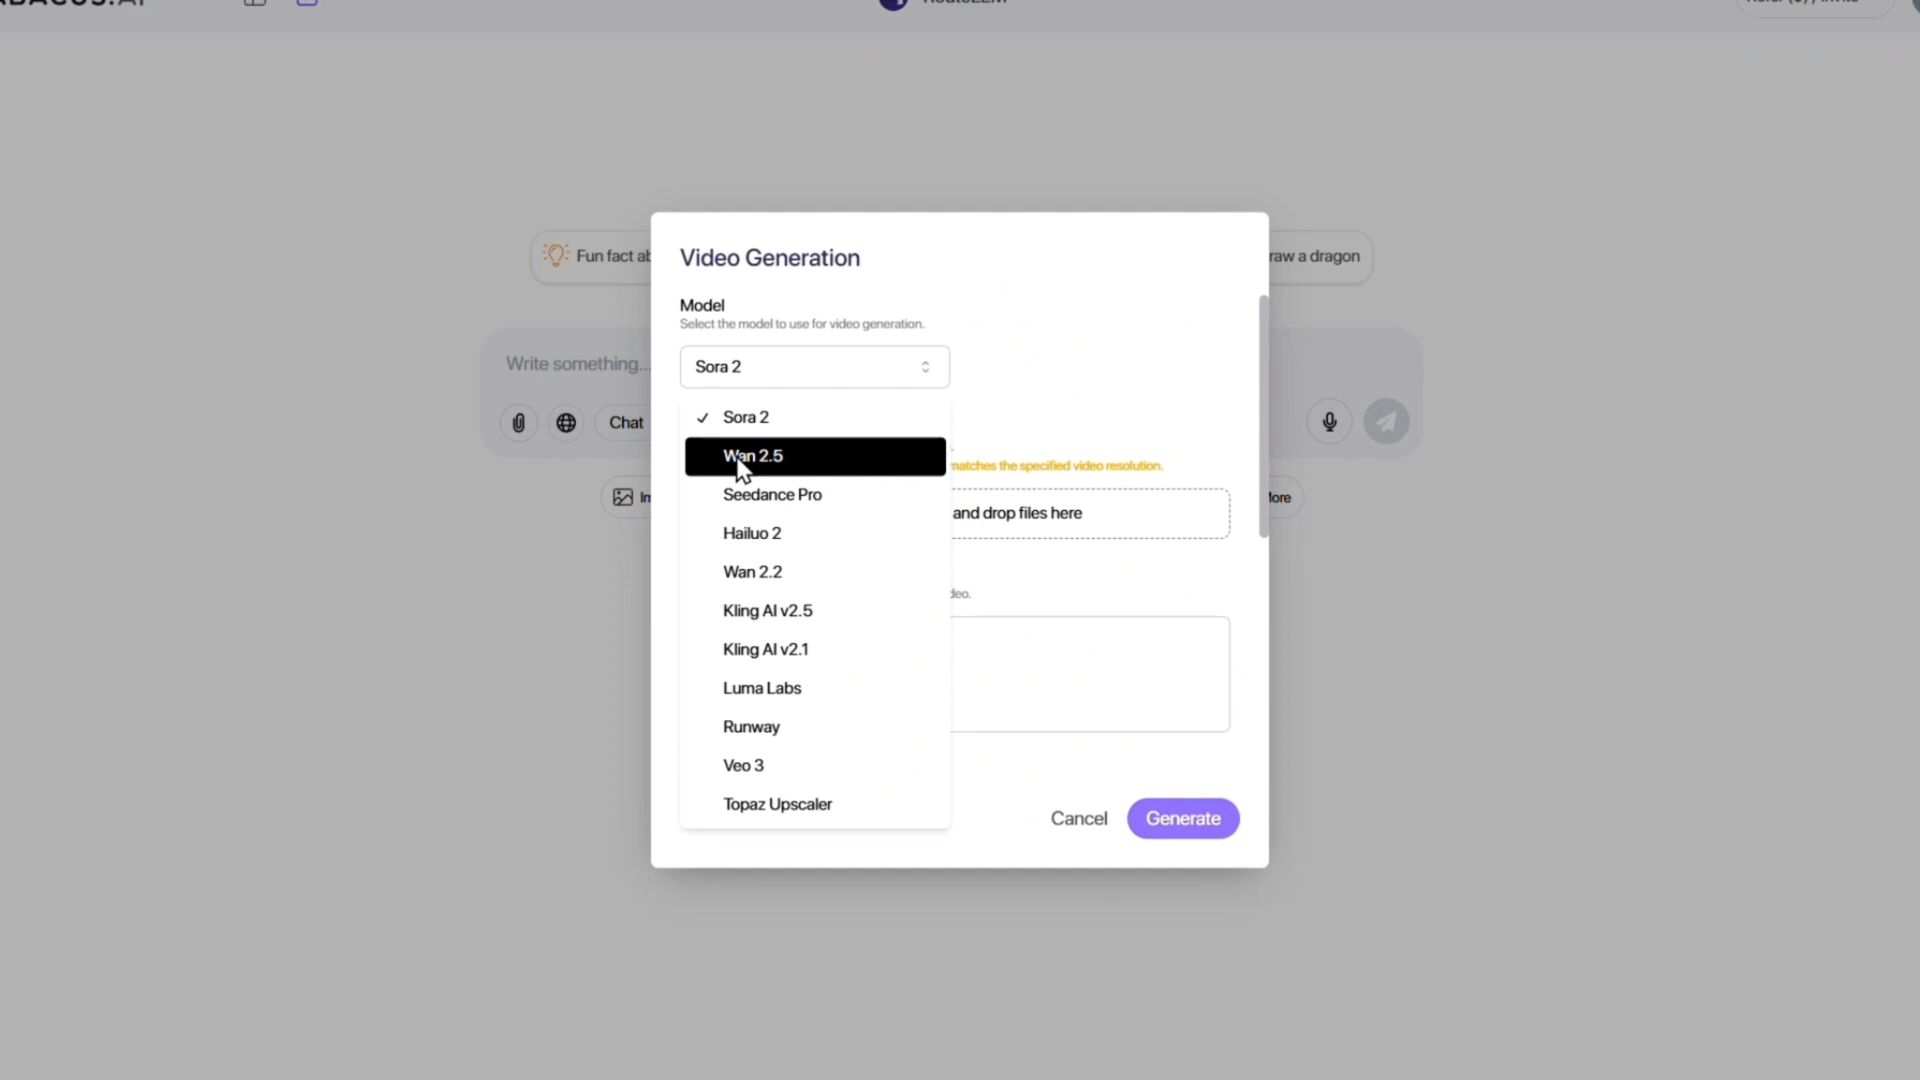 ABACUS.AI
RouteLLM
Fun fact
raw a dragon
Video Generation
Model
Select the model to use for video generation.
Sora 2
Write something...
Chat
Sora 2
Wan 2.5
matches the specified video resolution.
Seedance Pro
and drop files here
Hailuo 2
Wan 2.2
Kling AI v2.5
Kling AI v2.1
Luma Labs
Runway
Veo 3
Topaz Upscaler
Cancel
Generate